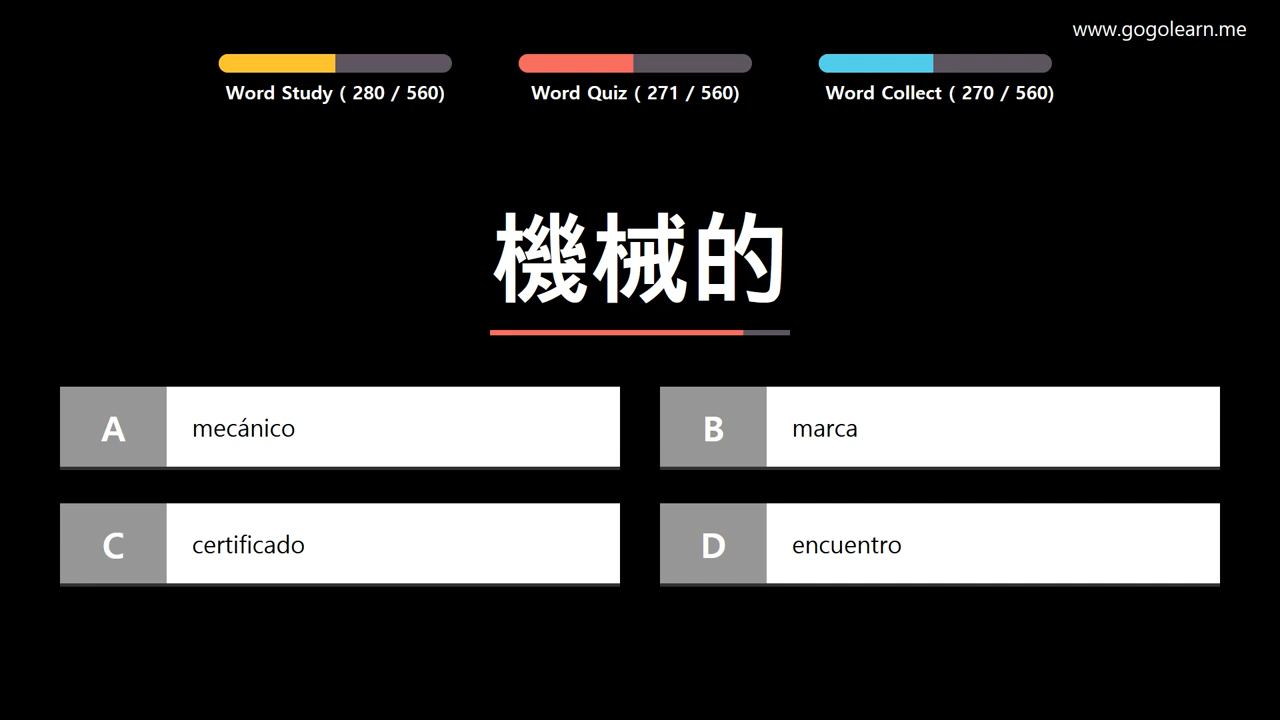 www.gogolearn.me
Word Study ( 280 / 560)
Word Quiz ( 271 / 560)
Word Collect ( 270 / 560)
機械的
A mecánico
B marca
C certificado
D encuentro